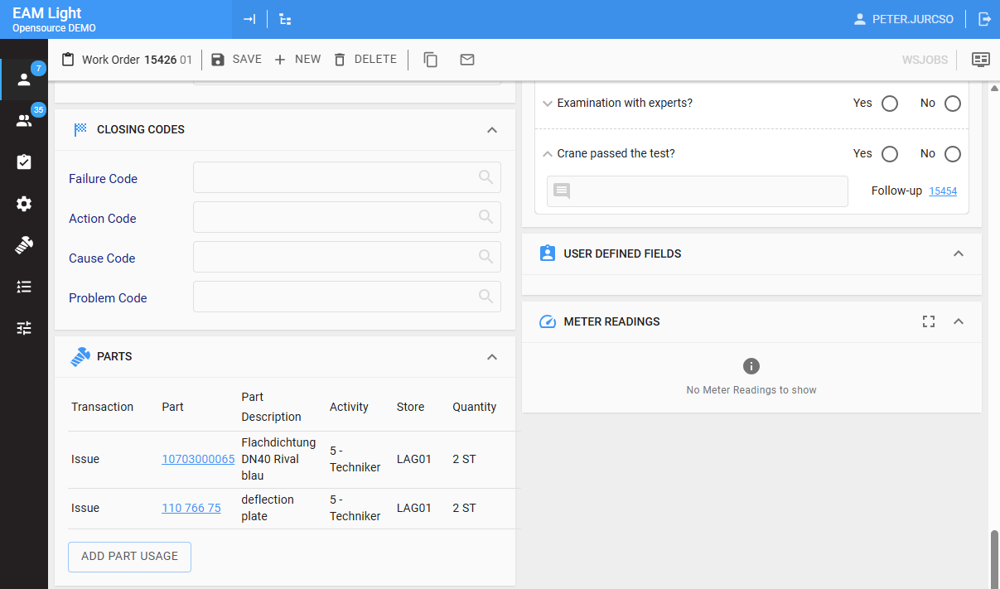 EAM Light
Opensource DEMO
PETER.JURCSO
7
35
Work Order 15426 01
SAVE
NEW
DELETE
WSJOBS
CLOSING CODES
Failure Code
Action Code
Cause Code
Problem Code
PARTS
Transaction Part Part Description Activity Store Quantity
Issue 10703000065 Flachdichtung DN40 Rival blau 5 - Techniker LAG01 2 ST
Issue 110 766 75 deflection plate 5 - Techniker LAG01 2 ST
ADD PART USAGE
Examination with experts? Yes No
Crane passed the test? Yes No
Follow-up 15454
USER DEFINED FIELDS
METER READINGS
No Meter Readings to show